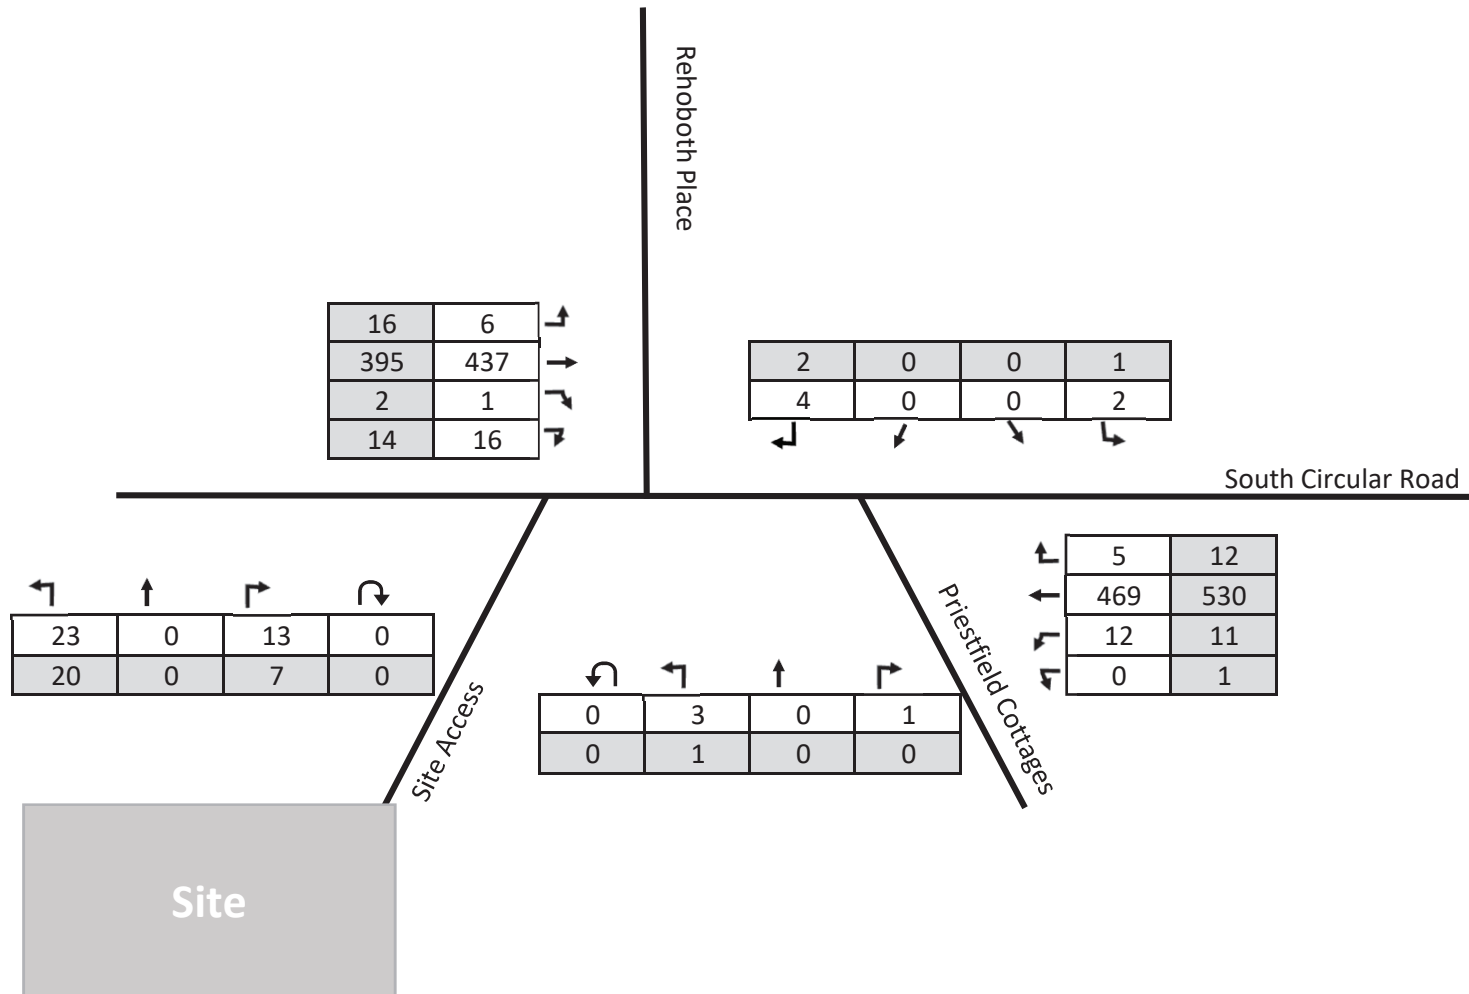 Rehoboth Place
16 6
395 437
2 1
14 16
2 0 0 1
4 0 0 2
South Circular Road
5 12
469 530
12 11
0 1
Priestfield Cottages
23 0 13 0
20 0 7 0
Site Access
0 3 0 1
0 1 0 0
Site